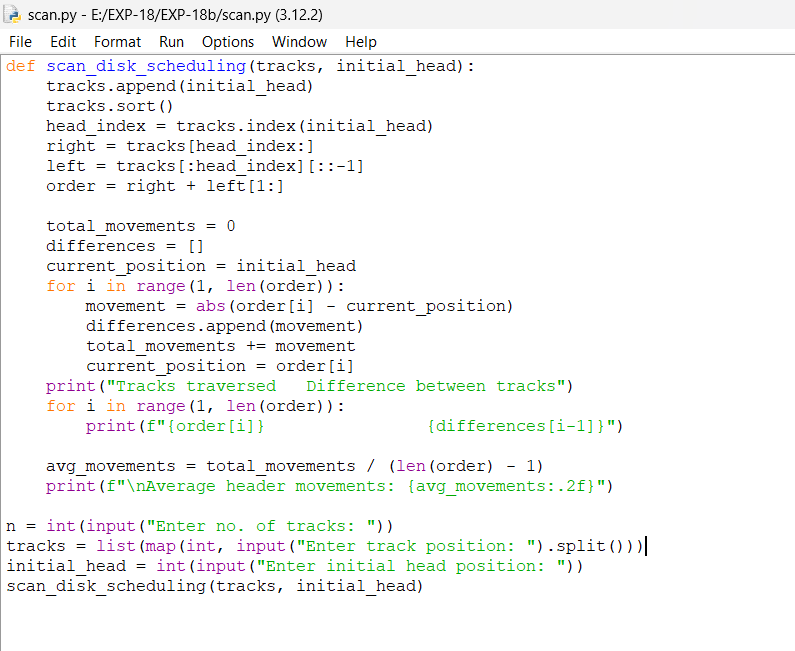 scan.py - E:/EXP-18/EXP-18b/scan.py (3.12.2)
File Edit Format Run Options Window Help
def scan_disk_scheduling(tracks, initial_head):
    tracks.append(initial_head)
    tracks.sort()
    head_index = tracks.index(initial_head)
    right = tracks[head_index:]
    left = tracks[:head_index][::-1]
    order = right + left[1:]

    total_movements = 0
    differences = []
    current_position = initial_head
    for i in range(1, len(order)):
        movement = abs(order[i] - current_position)
        differences.append(movement)
        total_movements += movement
        current_position = order[i]
    print("Tracks traversed   Difference between tracks")
    for i in range(1, len(order)):
        print(f"{order[i]}                {differences[i-1]}")

    avg_movements = total_movements / (len(order) - 1)
    print(f"\nAverage header movements: {avg_movements:.2f}")

n = int(input("Enter no. of tracks: "))
tracks = list(map(int, input("Enter track position: ").split()))
initial_head = int(input("Enter initial head position: "))
scan_disk_scheduling(tracks, initial_head)